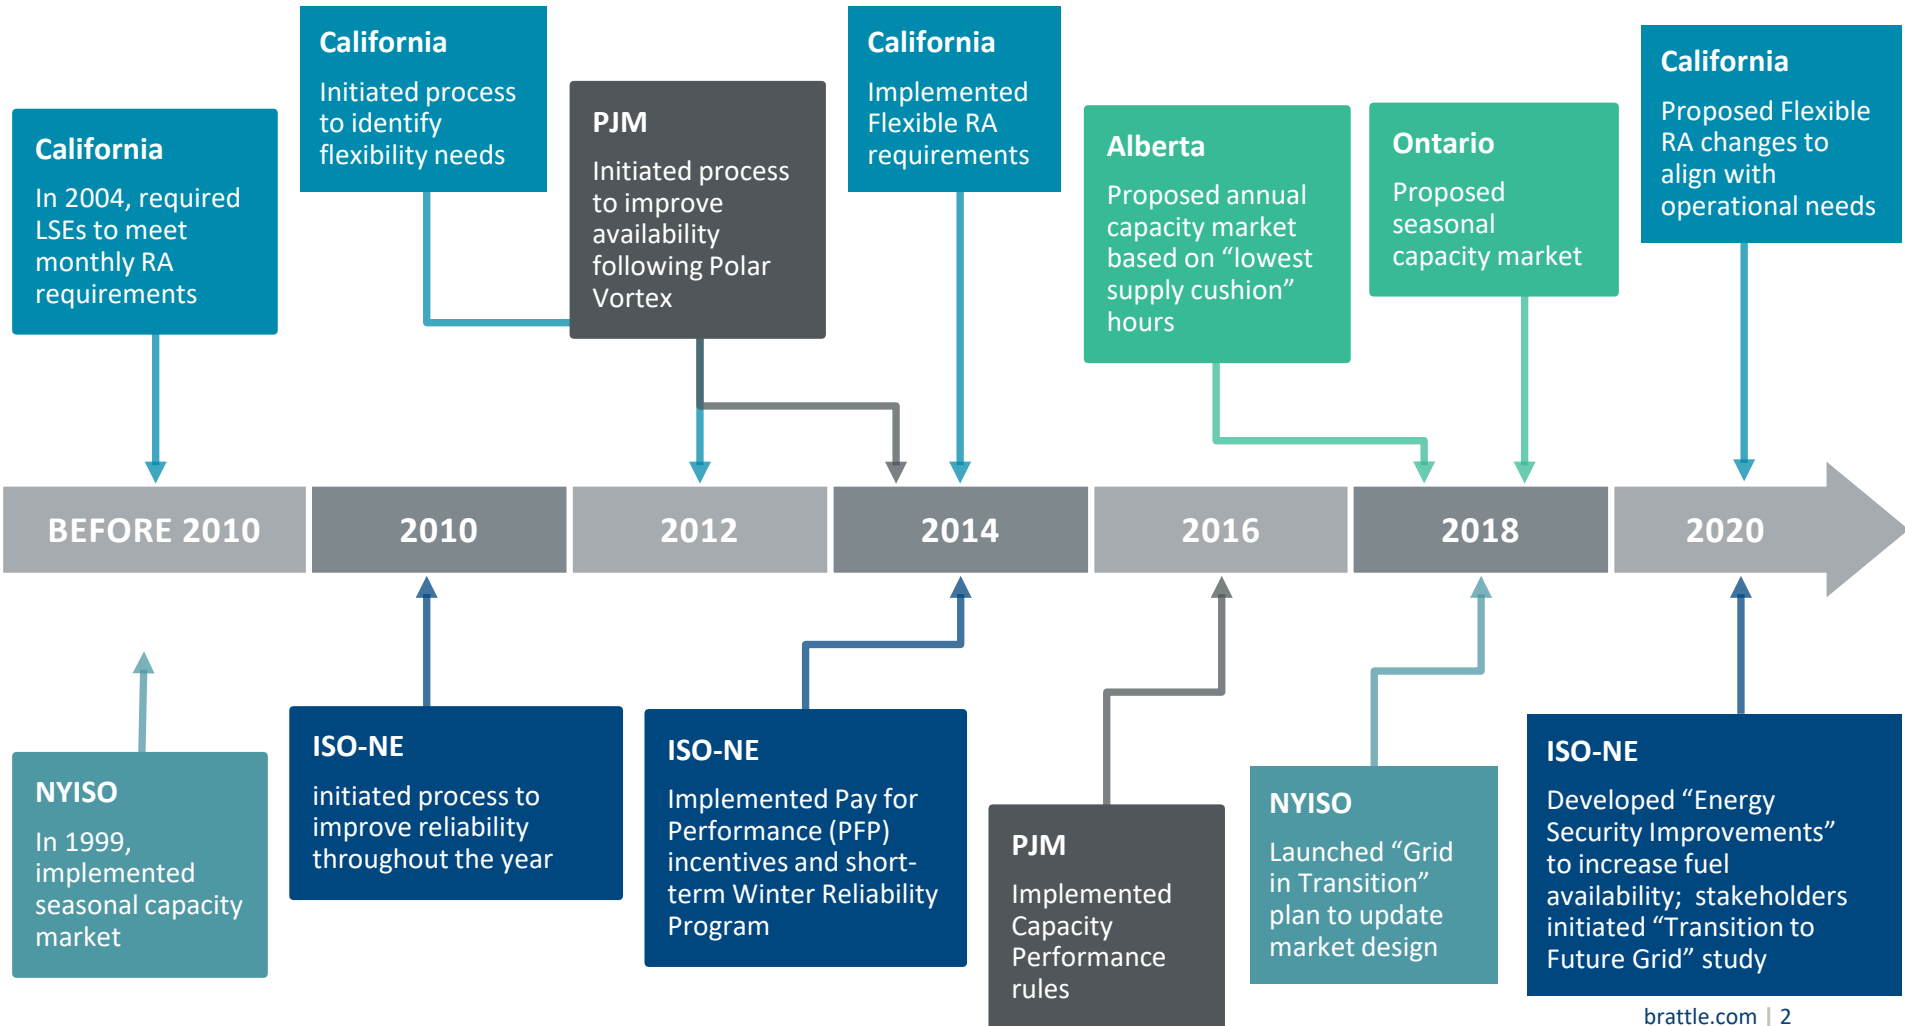 California
In 2004, required
LSEs to meet
monthly RA
requirements
California
Initiated process
to identify
flexibility needs
PJM
Initiated process
to improve
availability
following Polar
Vortex
California
Implemented
Flexible RA
requirements
Alberta
Proposed annual
capacity market
based on “lowest
supply cushion”
hours
Ontario
Proposed
seasonal
capacity market
California
Proposed Flexible
RA changes to
align with
operational needs
BEFORE 2010
2010
2012
2014
2016
2018
2020
NYISO
In 1999,
implemented
seasonal capacity
market
ISO-NE
initiated process to
improve reliability
throughout the year
ISO-NE
Implemented Pay for
Performance (PFP)
incentives and short-
term Winter Reliability
Program
PJM
Implemented
Capacity
Performance
rules
NYISO
Launched “Grid
in Transition”
plan to update
market design
ISO-NE
Developed “Energy
Security Improvements”
to increase fuel
availability; stakeholders
initiated “Transition to
Future Grid” study
brattle.com | 2